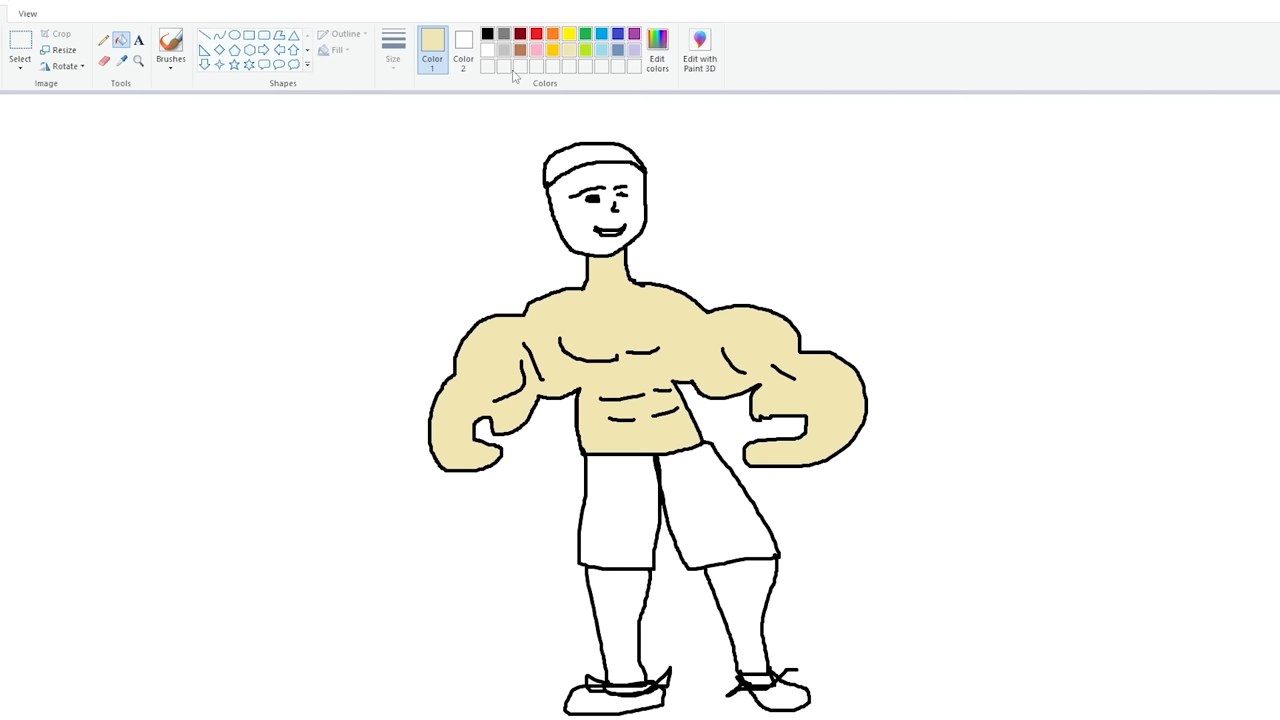 View
Select
Crop
Resize
Rotate
Image
A
Tools
Brushes
Shapes
Outline
Fill
Size
Color
1
Color
2
Colors
Edit
colors
Edit with
Paint 3D